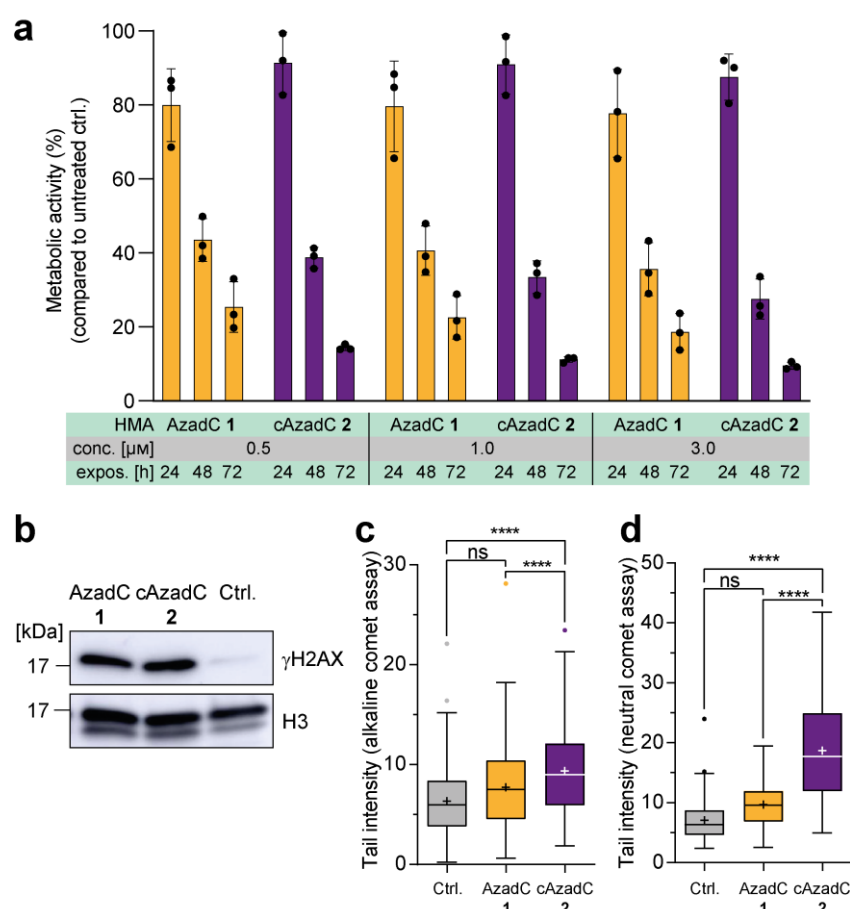 a
Metabolic activity (%)
(compared to untreated ctrl.)
100
80
60
40
20
0
HMA AzadC 1 cAzadC 2 AzadC 1 cAzadC 2 AzadC 1 cAzadC 2
conc. [µM] 0.5 1.0 3.0
expos. [h] 24 48 72 24 48 72 24 48 72 24 48 72 24 48 72 24 48 72
b
AzadC cAzadC Ctrl.
1 2
[kDa]
17
γH2AX
17
H3
c
Tail intensity (alkaline comet assay)
30
20
10
0
****
ns
****
Ctrl. AzadC cAzadC
1 2
d
Tail intensity (neutral comet assay)
50
40
30
20
10
0
****
ns
****
Ctrl. AzadC cAzadC
1 2